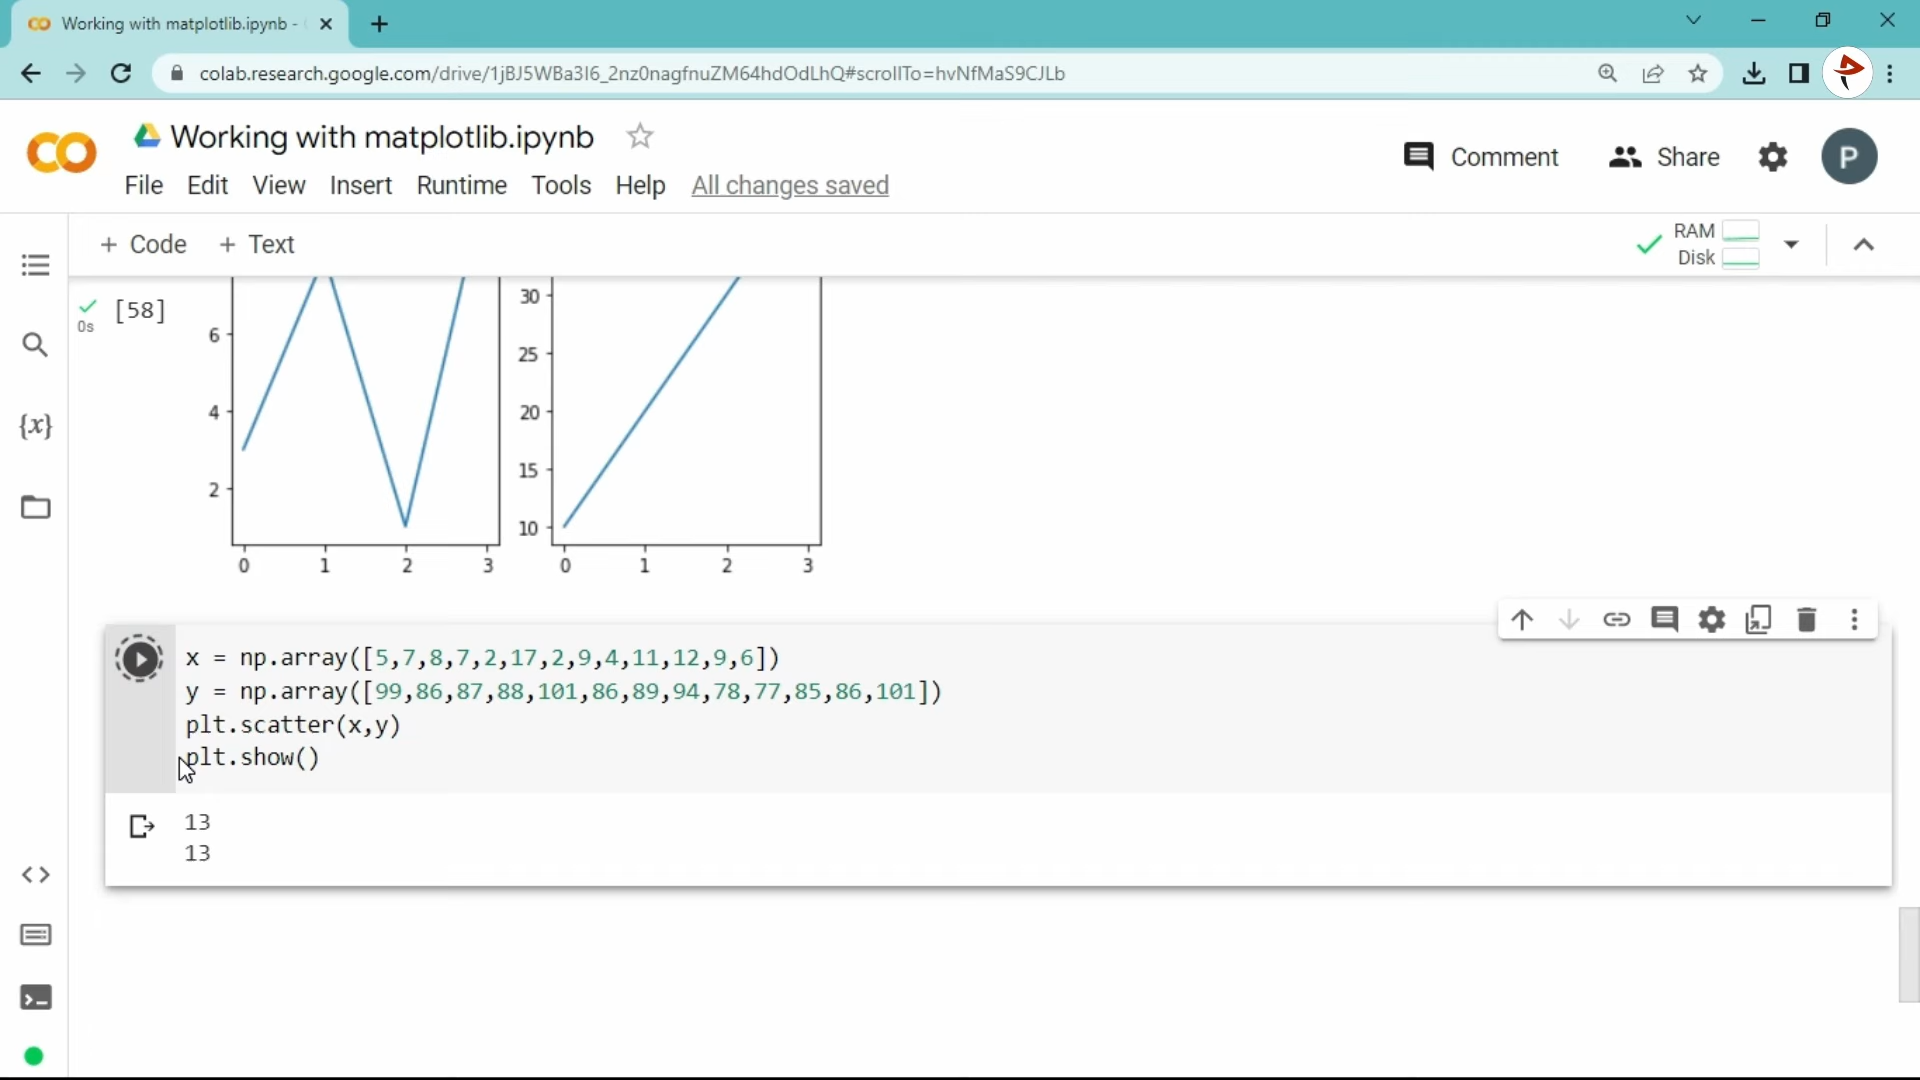 Working with matplotlib.ipynb -
colab.research.google.com/drive/1jBJ5WBa3I6_2nz0nagfnuZM64hdOdLhQ#scrollTo=hvNfMaS9CJLb
Working with matplotlib.ipynb
Comment
Share
P
File Edit View Insert Runtime Tools Help All changes saved
+ Code + Text
RAM
Disk
[58]
0s
6
4
2
0 1 2 3
30
25
20
15
10
0 1 2 3
x = np.array([5,7,8,7,2,17,2,9,4,11,12,9,6])
y = np.array([99,86,87,88,101,86,89,94,78,77,85,86,101])
plt.scatter(x,y)
plt.show()
13
13